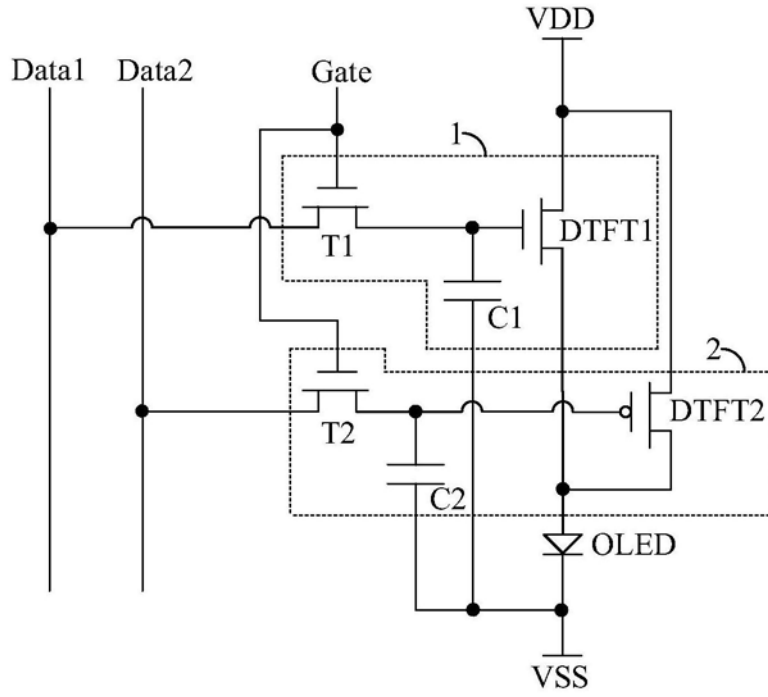 VDD
Data1
Data2
Gate
1
T1
DTFT1
C1
2
T2
DTFT2
C2
OLED
VSS